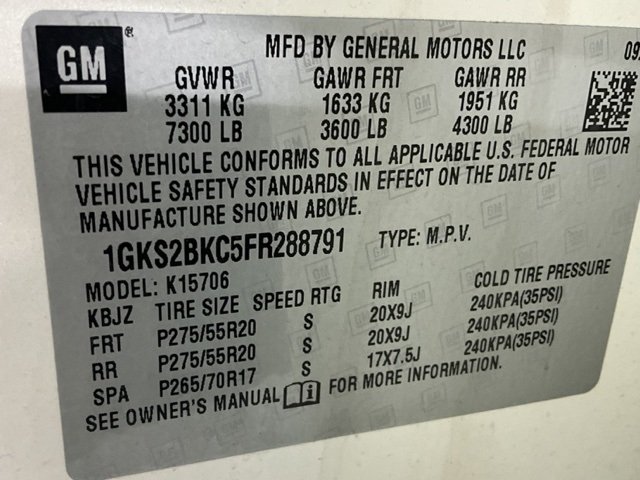 GM
MFD BY GENERAL MOTORS LLC
GVWR GAWR FRT GAWR RR
3311 KG 1633 KG 1951 KG
7300 LB 3600 LB 4300 LB
THIS VEHICLE CONFORMS TO ALL APPLICABLE U.S. FEDERAL MOTOR
VEHICLE SAFETY STANDARDS IN EFFECT ON THE DATE OF
MANUFACTURE SHOWN ABOVE.
1GKS2BKC5FR288791 TYPE: M.P.V.
MODEL: K15706
KBJZ TIRE SIZE SPEED RTG RIM COLD TIRE PRESSURE
FRT P275/55R20 S 20X9J 240KPA(35PSI)
RR P275/55R20 S 20X9J 240KPA(35PSI)
SPA P265/70R17 S 17X7.5J 240KPA(35PSI)
SEE OWNER'S MANUAL FOR MORE INFORMATION.